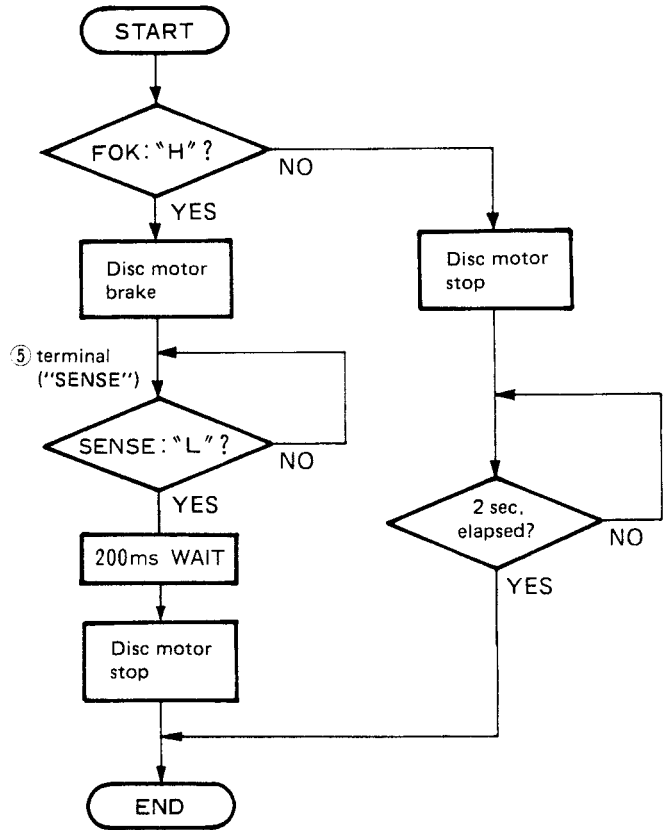 START
FOK: "H" ?
NO
YES
Disc motor
brake
Disc motor
stop
⑤ terminal
("SENSE")
SENSE: "L" ?
NO
YES
2 sec.
elapsed?
NO
YES
200ms WAIT
Disc motor
stop
END